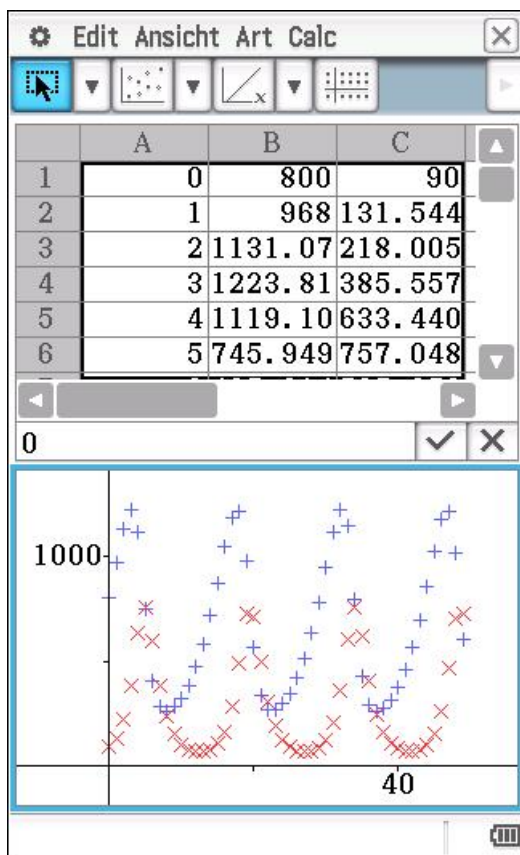 Edit Ansicht Art Calc
A B C
1 0 800 90
2 1 968 131.544
3 2 1131.07 218.005
4 3 1223.81 385.557
5 4 1119.10 633.440
6 5 745.949 757.048
0
1000
40